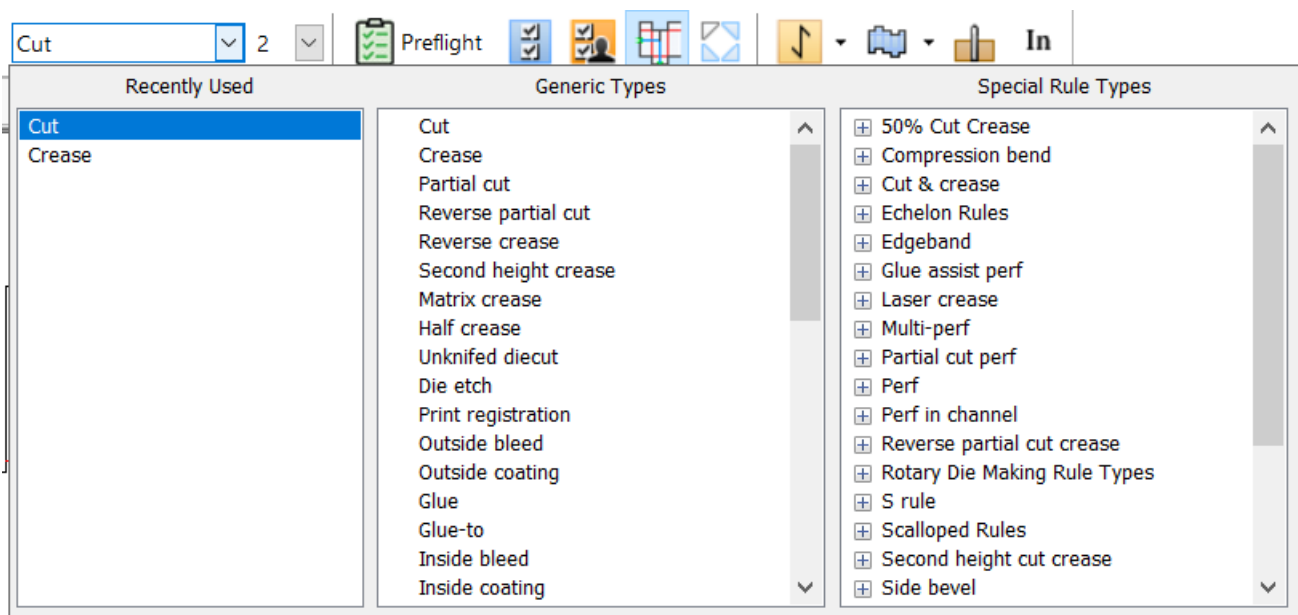 Cut 2 Preflight In
Recently Used
Cut
Crease
Generic Types
Cut
Crease
Partial cut
Reverse partial cut
Reverse crease
Second height crease
Matrix crease
Half crease
Unknifed diecut
Die etch
Print registration
Outside bleed
Outside coating
Glue
Glue-to
Inside bleed
Inside coating
Special Rule Types
50% Cut Crease
Compression bend
Cut & crease
Echelon Rules
Edgeband
Glue assist perf
Laser crease
Multi-perf
Partial cut perf
Perf
Perf in channel
Reverse partial cut crease
Rotary Die Making Rule Types
S rule
Scalloped Rules
Second height cut crease
Side bevel